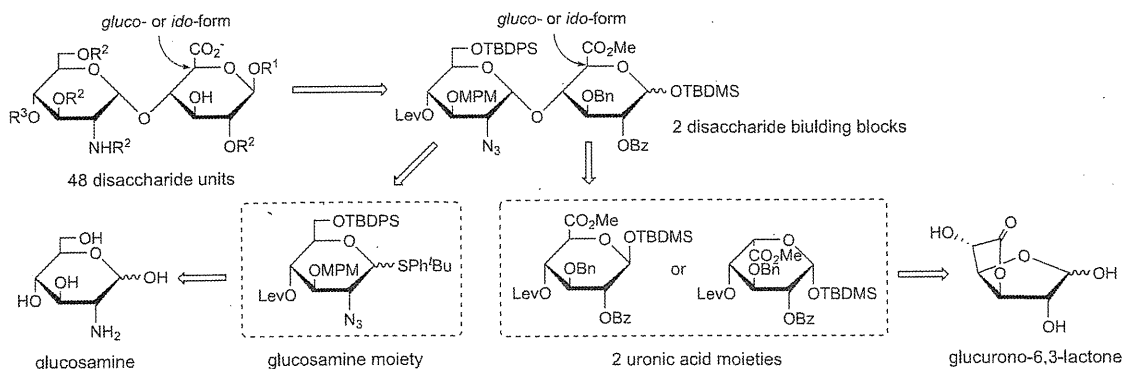 gluco- or ido-form
gluco- or ido-form
OR²
CO₂⁻
O
O
OR¹
OR²
OH
R³O
O
NHR²
OR²
48 disaccharide units
OTBDPS
CO₂Me
O
O
OMPM
OBn
OTBDMS
LevO
O
N₃
OBz
2 disaccharide biulding blocks
OH
O
OH
HO
OH
NH₂
glucosamine
OTBDPS
O
OMPM
SPhᵗBu
LevO
N₃
glucosamine moiety
CO₂Me
O
OTBDMS
OBn
LevO
OBz
or
O
CO₂Me
OBn
LevO
OTBDMS
OBz
2 uronic acid moieties
O
HO
O
O
OH
OH
glucurono-6,3-lactone